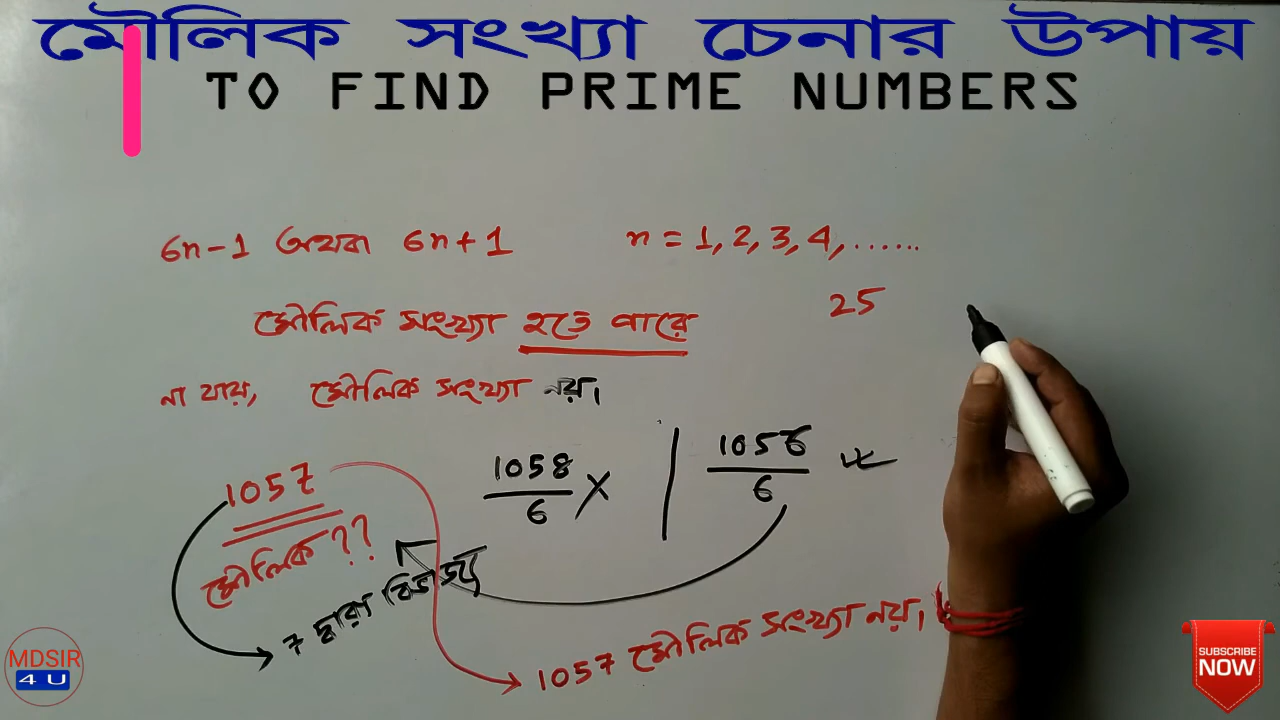 মৌলিক সংখ্যা চেনার উপায়
TO FIND PRIME NUMBERS
6n-1 অথবা 6n+1 n = 1, 2, 3, 4, ......
মৌলিক সংখ্যা হতে পারে 25
না যায়, মৌলিক সংখ্যা নয়।
1058/6 × | 1056/6
1057
মৌলিক ??
7 দ্বারা বিভাজ্য
1057 মৌলিক সংখ্যা নয়।
MDSIR
4 U
SUBSCRIBE
NOW